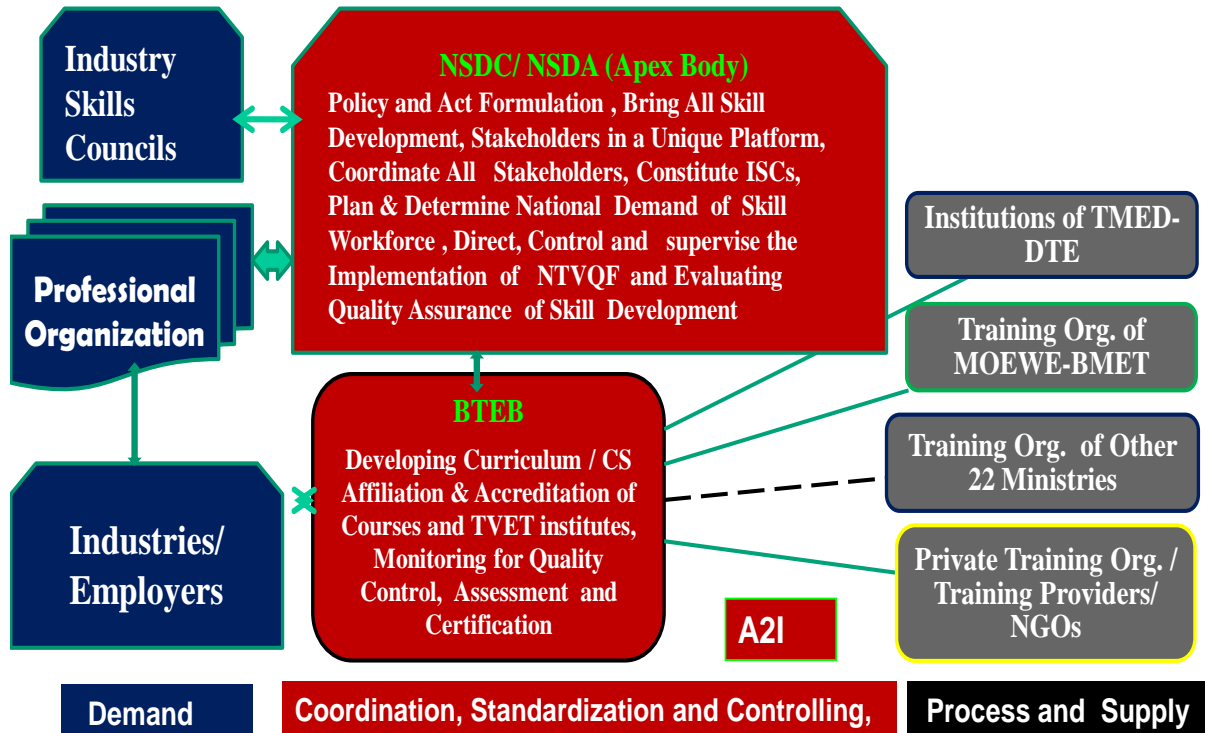 Industry
Skills
Councils
NSDC/ NSDA (Apex Body)
Policy and Act Formulation , Bring All Skill
Development, Stakeholders in a Unique Platform,
Coordinate All Stakeholders, Constitute ISCs,
Plan & Determine National Demand of Skill
Workforce , Direct, Control and supervise the
Implementation of NTVQF and Evaluating
Quality Assurance of Skill Development
Professional
Organization
Industries/
Employers
BTEB
Developing Curriculum / CS
Affiliation & Accreditation of
Courses and TVET institutes,
Monitoring for Quality
Control, Assessment and
Certification
A2I
Institutions of TMED-
DTE
Training Org. of
MOEWE-BMET
Training Org. of Other
22 Ministries
Private Training Org. /
Training Providers/
NGOs
Demand
Coordination, Standardization and Controlling,
Process and Supply